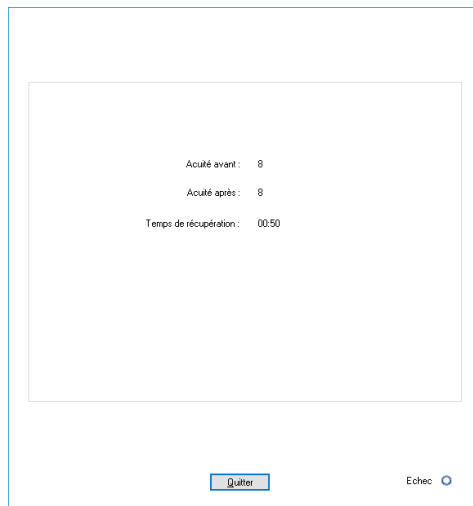 Acuité avant : 8
Acuité après : 8
Temps de récupération : 00:50
Quitter
Echec